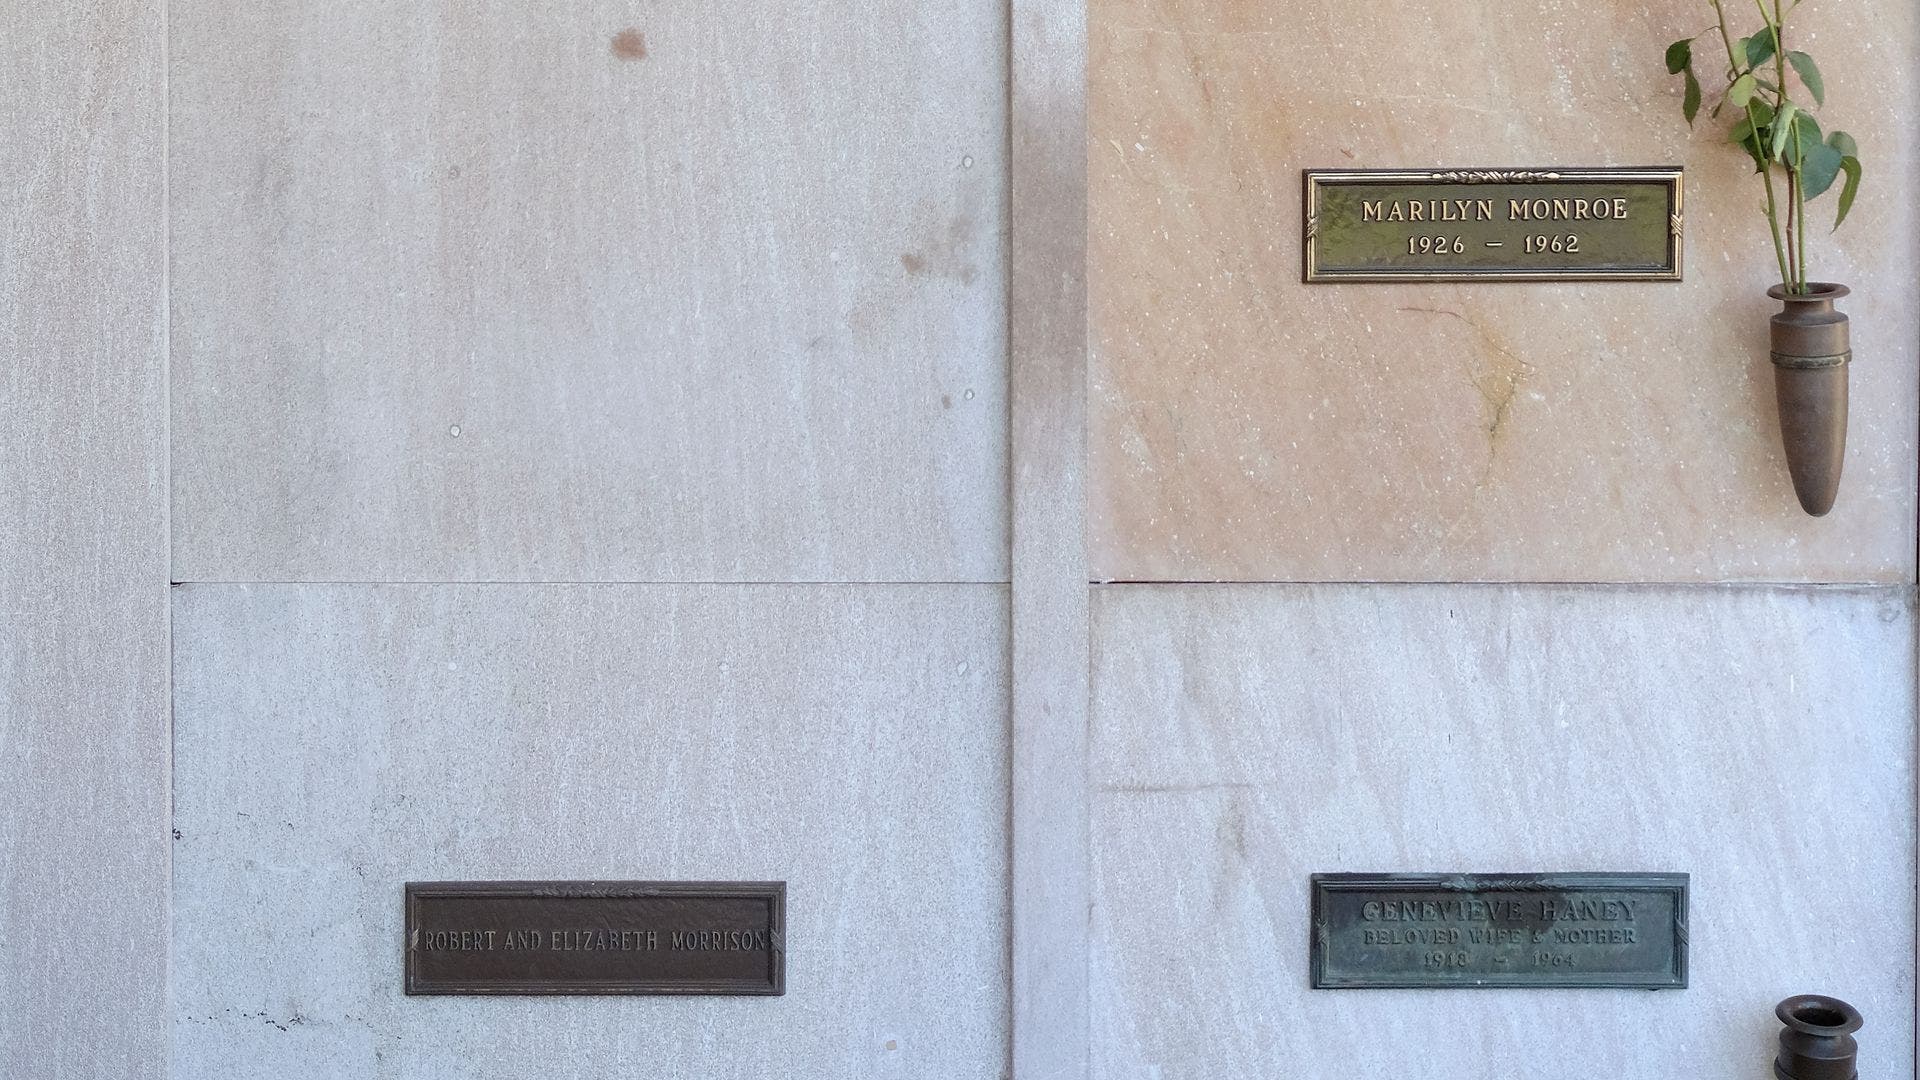 MARILYN MONROE
1926 – 1962
ROBERT AND ELIZABETH MORRISON
GENEVIEVE HANEY
BELOVED WIFE & MOTHER
1918 – 1964